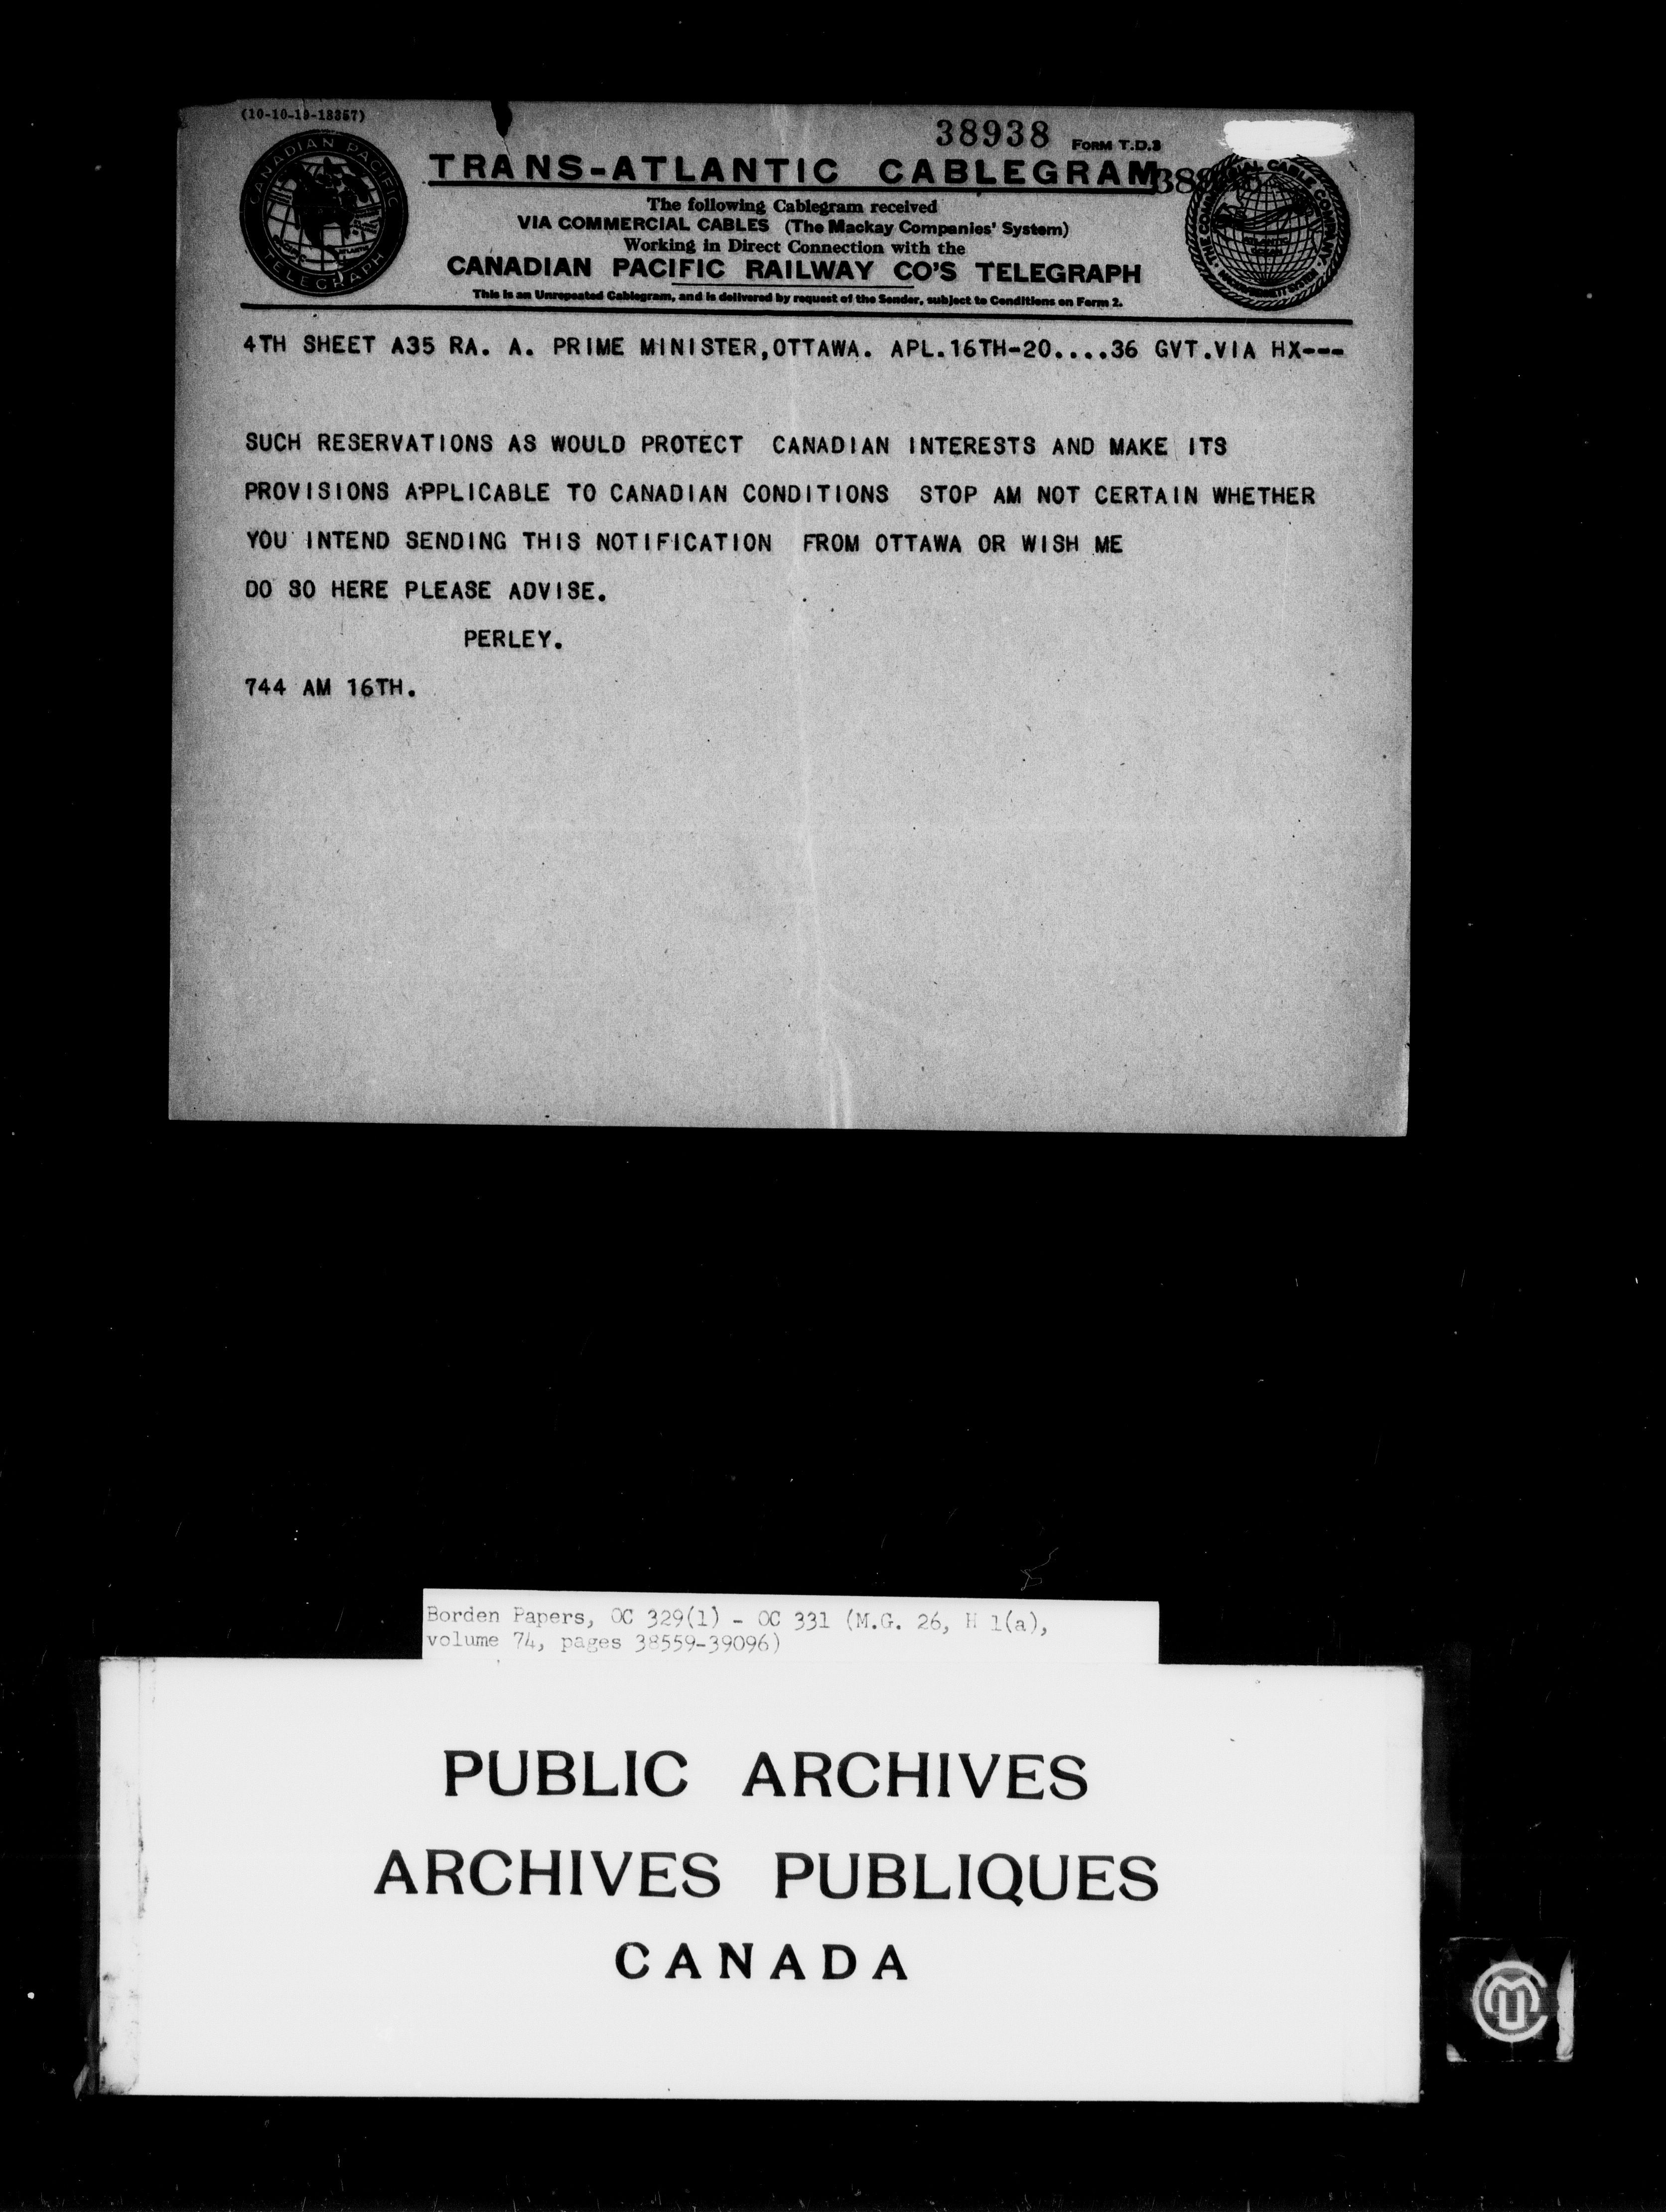 (10-10-19-18357)
38938 FORM T.D.3
TRANS-ATLANTIC CABLEGRAM
The following Cablegram received
VIA COMMERCIAL CABLES (The Mackay Companies' System)
Working in Direct Connection with the
CANADIAN PACIFIC RAILWAY CO'S TELEGRAPH
This is an Unrepeated Cablegram, and is delivered by request of the Sender, subject to Conditions on Form 2.
CANADIAN PACIFIC
TELEGRAPH
4TH SHEET A35 RA. A. PRIME MINISTER,OTTAWA. APL.16TH-20....36 GVT.VIA HX---
SUCH RESERVATIONS AS WOULD PROTECT CANADIAN INTERESTS AND MAKE ITS
PROVISIONS APPLICABLE TO CANADIAN CONDITIONS STOP AM NOT CERTAIN WHETHER
YOU INTEND SENDING THIS NOTIFICATION FROM OTTAWA OR WISH ME
DO SO HERE PLEASE ADVISE.
PERLEY.
744 AM 16TH.
Borden Papers, OC 329(1) - OC 331 (M.G. 26, H 1(a),
volume 74, pages 38559-39096)
PUBLIC ARCHIVES
ARCHIVES PUBLIQUES
CANADA